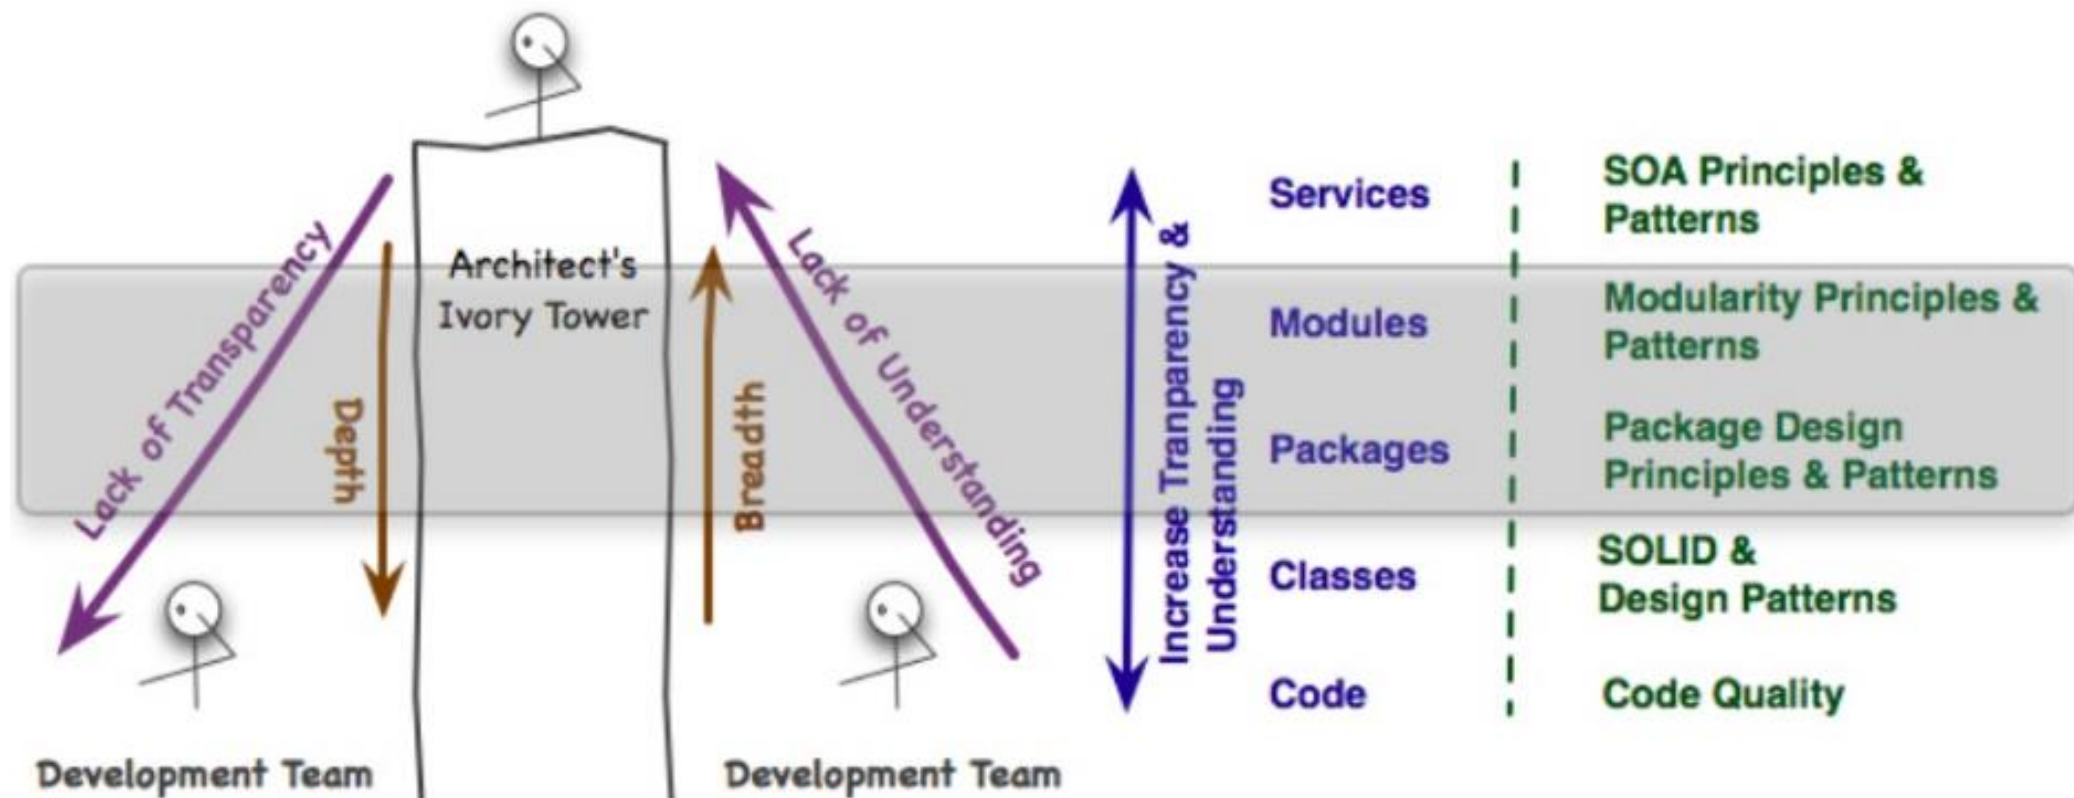 Architect's
Ivory Tower
Lack of Transparency
Depth
Breadth
Lack of Understanding
Development Team
Development Team
Increase Tranparency &
Understanding
Services
SOA Principles &
Patterns
Modules
Modularity Principles &
Patterns
Packages
Package Design
Principles & Patterns
Classes
SOLID &
Design Patterns
Code
Code Quality